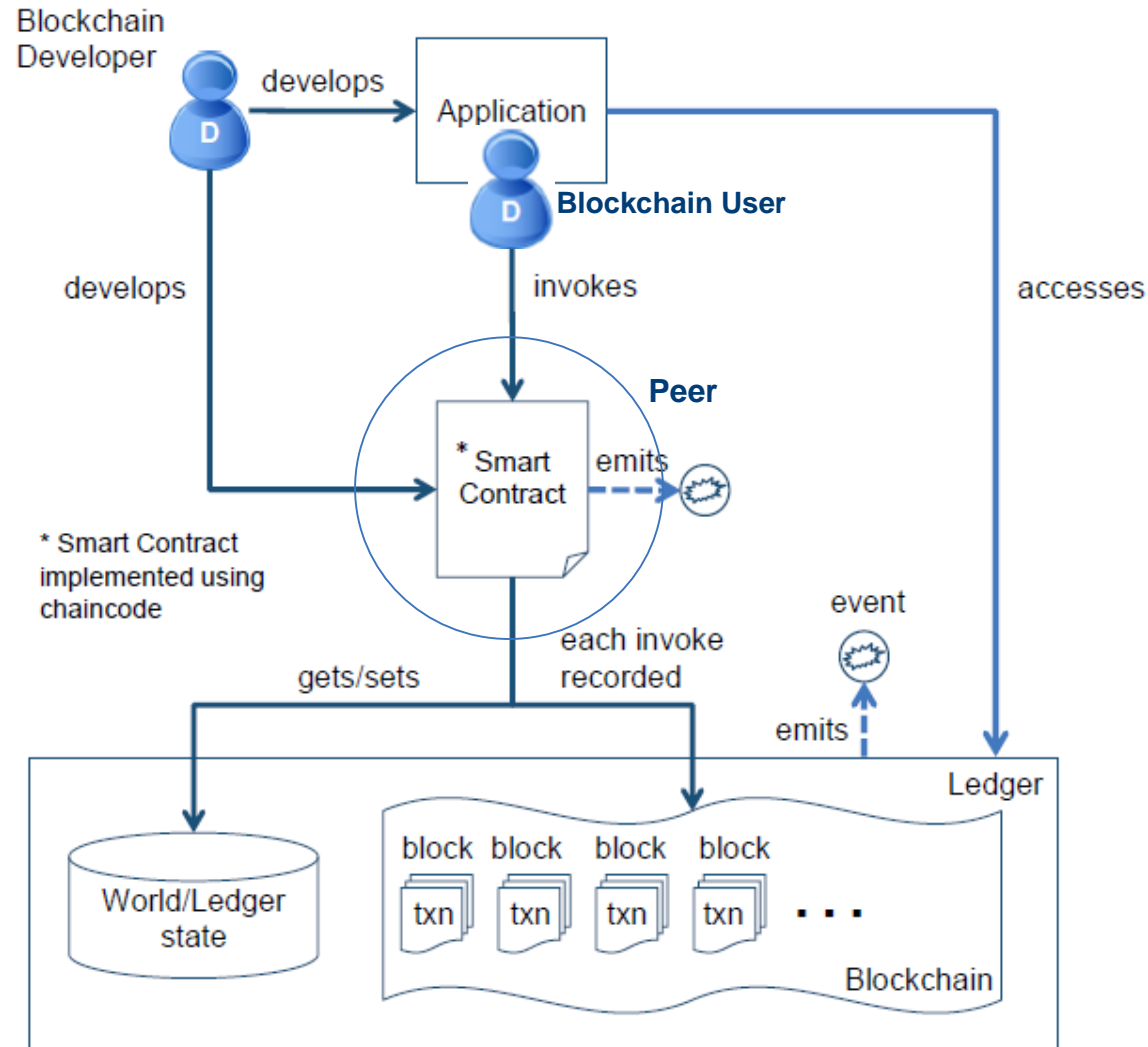 Blockchain
Developer
develops
Application
D
D
Blockchain User
develops
invokes
accesses
Peer
* Smart
Contract
emits
* Smart Contract
implemented using
chaincode
event
each invoke
recorded
gets/sets
emits
Ledger
block block block block
txn txn txn txn . . .
World/Ledger
state
Blockchain